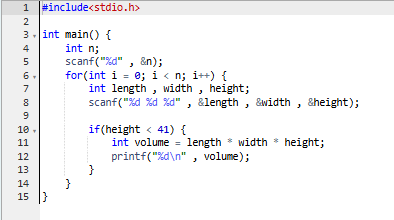 1 #include<stdio.h>
2
3 int main() {
4 int n;
5 scanf("%d" , &n);
6 for(int i = 0; i < n; i++) {
7 int length , width , height;
8 scanf("%d %d %d" , &length , &width , &height);
9
10 if(height < 41) {
11 int volume = length * width * height;
12 printf("%d\n" , volume);
13 }
14 }
15 }